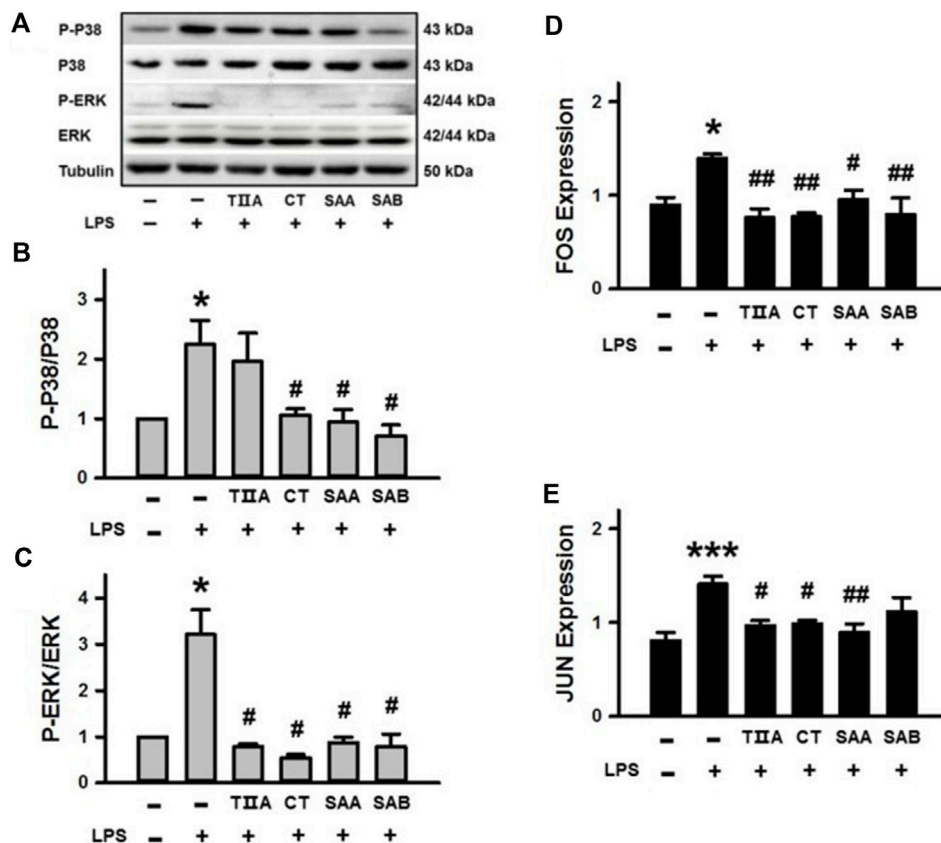 A
P-P38 43 kDa
P38 43 kDa
P-ERK 42/44 kDa
ERK 42/44 kDa
Tubulin 50 kDa
– – TIIA CT SAA SAB
LPS – + + + + +
B
P-P38/P38
3
2
1
0
*
#
#
#
– – TIIA CT SAA SAB
LPS – + + + + +
C
P-ERK/ERK
4
3
2
1
0
*
#
#
#
#
– – TIIA CT SAA SAB
LPS – + + + + +
D
FOS Expression
2
1
0
*
##
##
#
##
– – TIIA CT SAA SAB
LPS – + + + + +
E
JUN Expression
2
1
0
***
#
#
##
– – TIIA CT SAA SAB
LPS – + + + + +